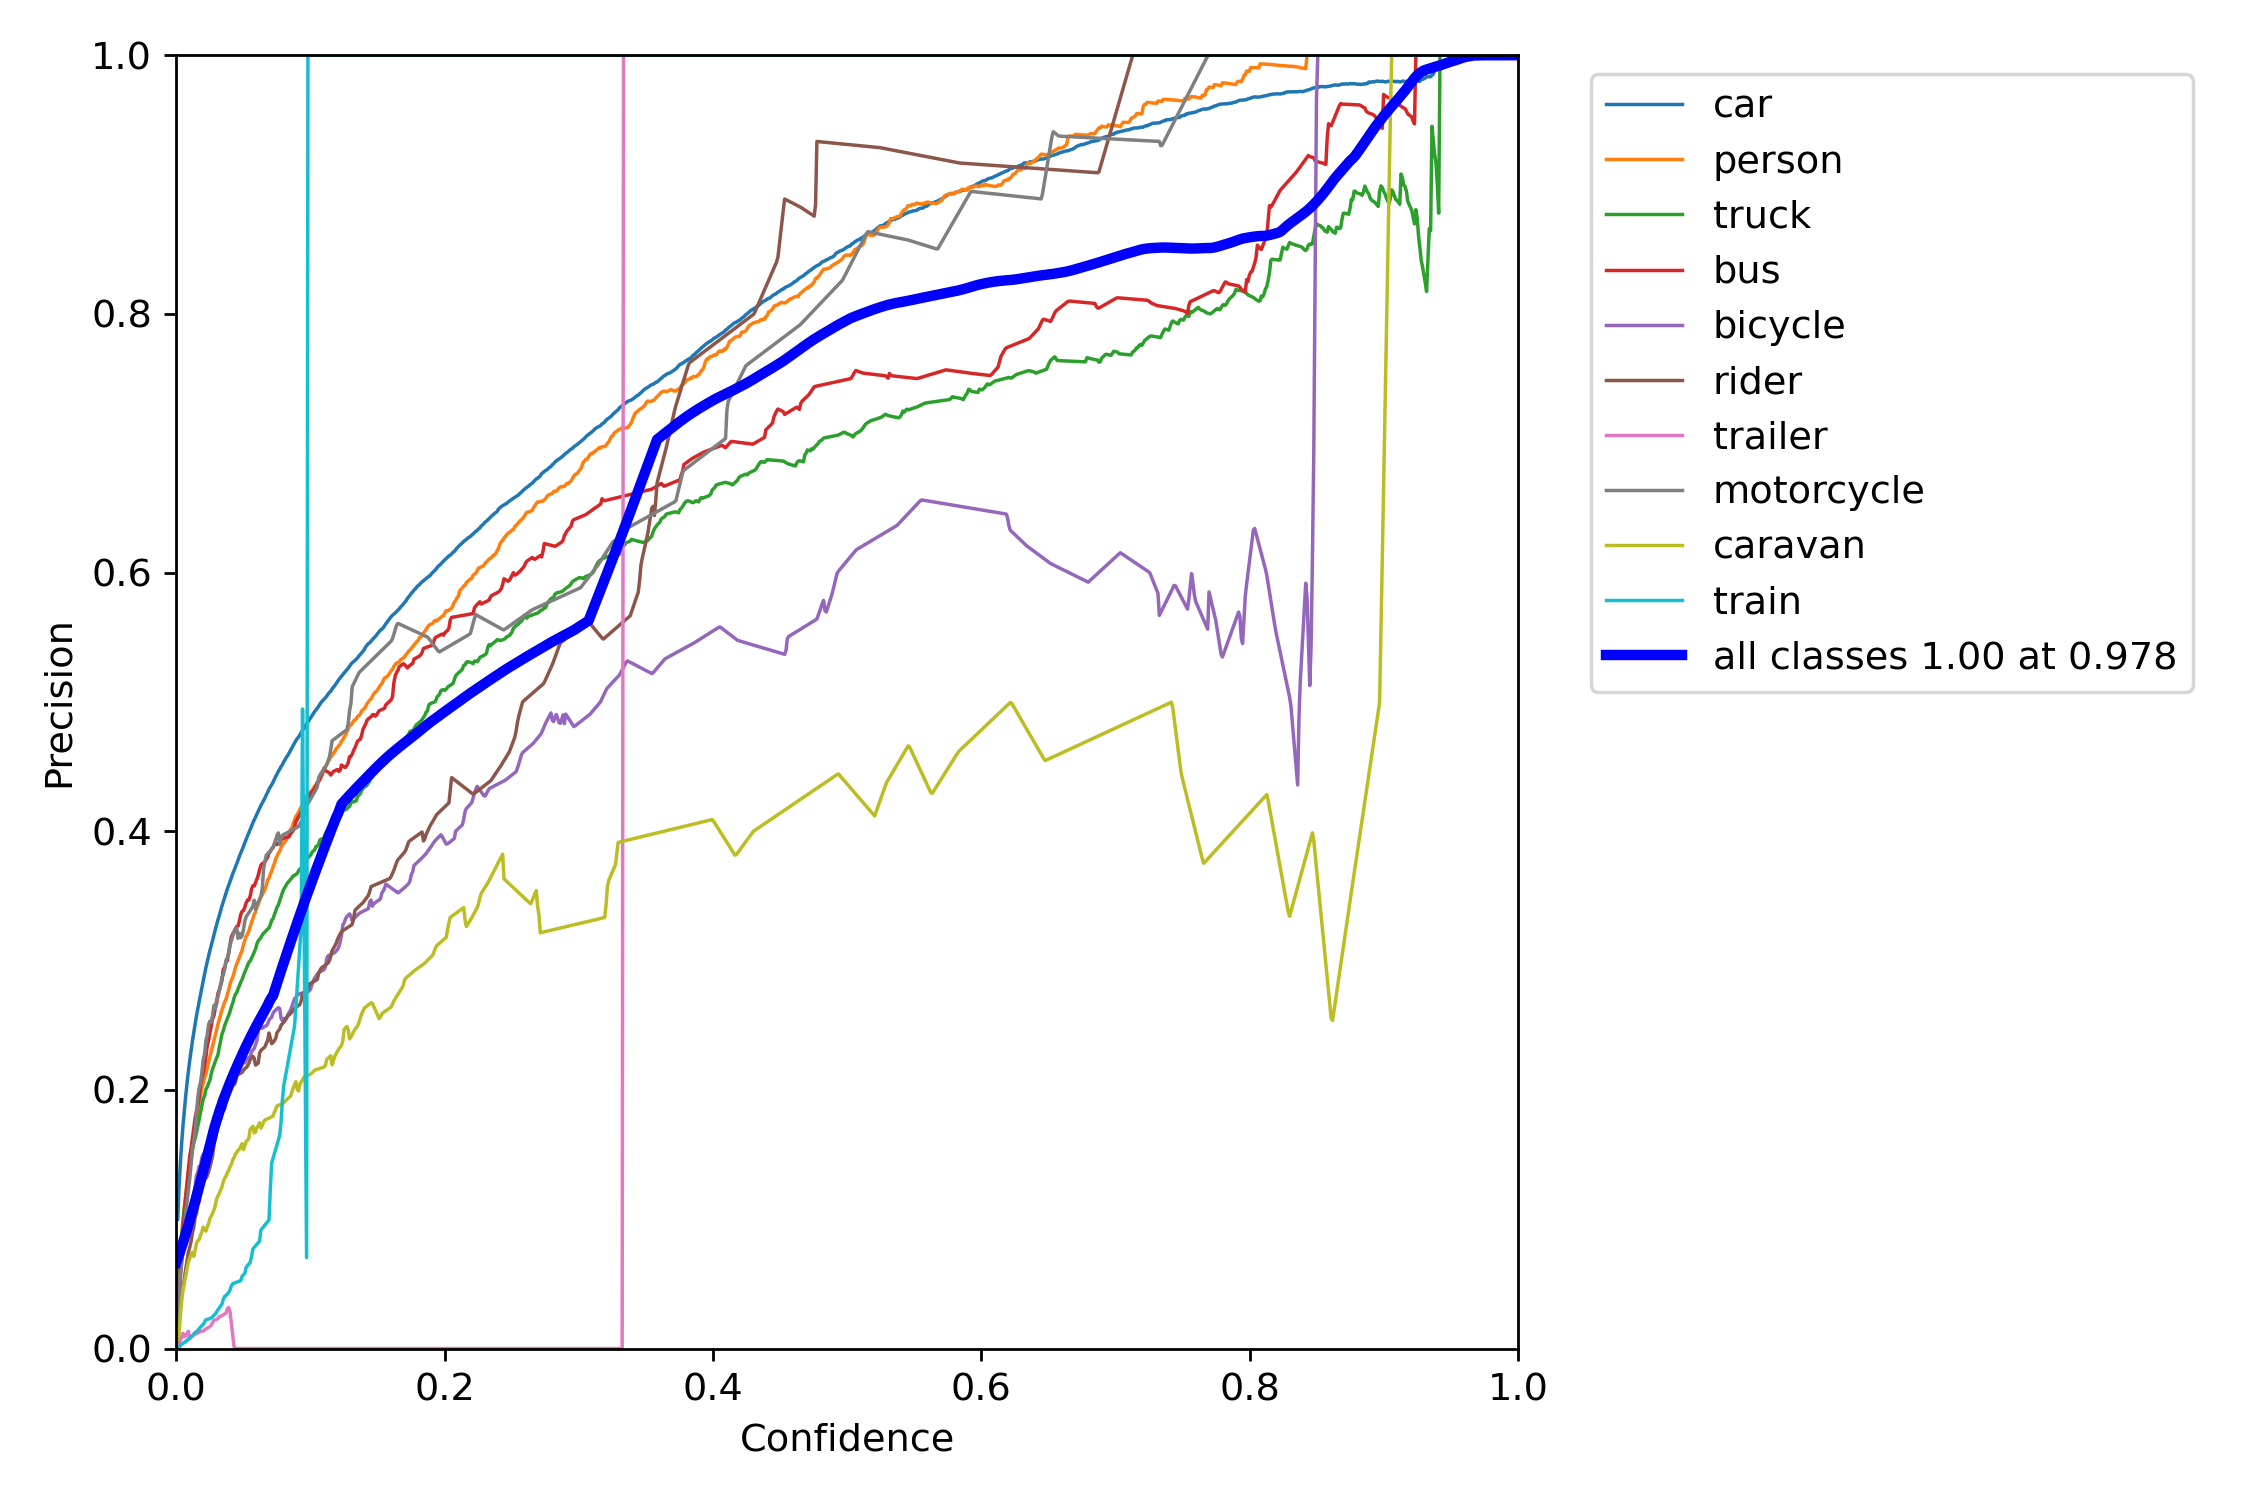 1.0
0.8
0.6
0.4
0.2
0.0
Precision
0.0 0.2 0.4 0.6 0.8 1.0
Confidence
car
person
truck
bus
bicycle
rider
trailer
motorcycle
caravan
train
all classes 1.00 at 0.978